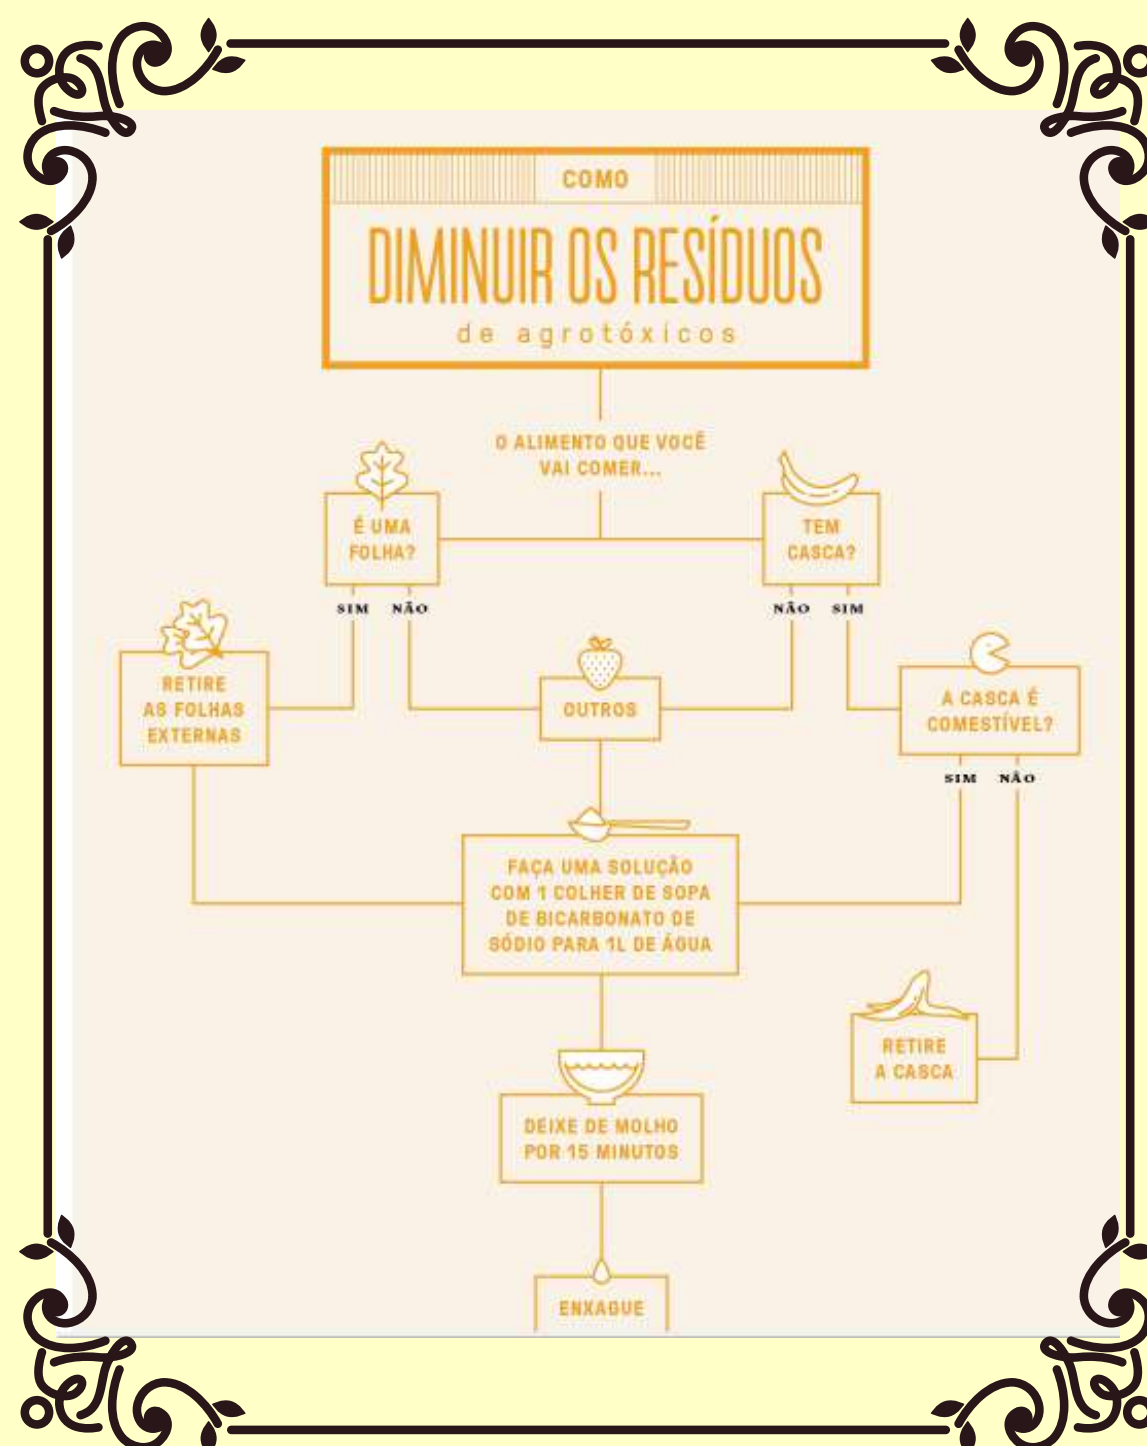 COMO
DIMINUIR OS RESÍDUOS
de agrotóxicos
O ALIMENTO QUE VOCÊ
VAI COMER...
É UMA
FOLHA?
TEM
CASCA?
SIM NÃO
NÃO SIM
RETIRE
AS FOLHAS
EXTERNAS
OUTROS
A CASCA É
COMESTÍVEL?
SIM NÃO
FAÇA UMA SOLUÇÃO
COM 1 COLHER DE SOPA
DE BICARBONATO DE
SÓDIO PARA 1L DE ÁGUA
RETIRE
A CASCA
DEIXE DE MOLHO
POR 15 MINUTOS
ENXAGUE